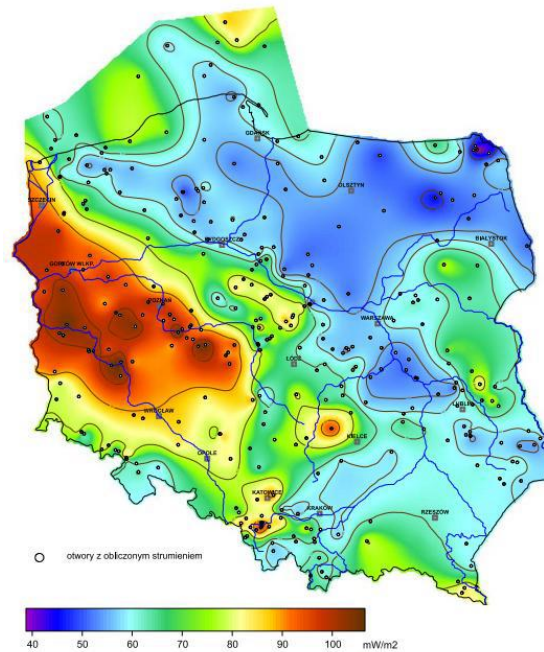 GDAŃSK
OLSZTYN
SZCZECIN
BYDGOSZCZ
BIAŁYSTOK
GORZÓW WLKP.
POZNAŃ
WARSZAWA
ŁÓDŹ
LUBLIN
WROCŁAW
KIELCE
OPOLE
KATOWICE
KRAKÓW
RZESZÓW
otwory z obliczonym strumieniem
40 50 60 70 80 90 100 mW/m2